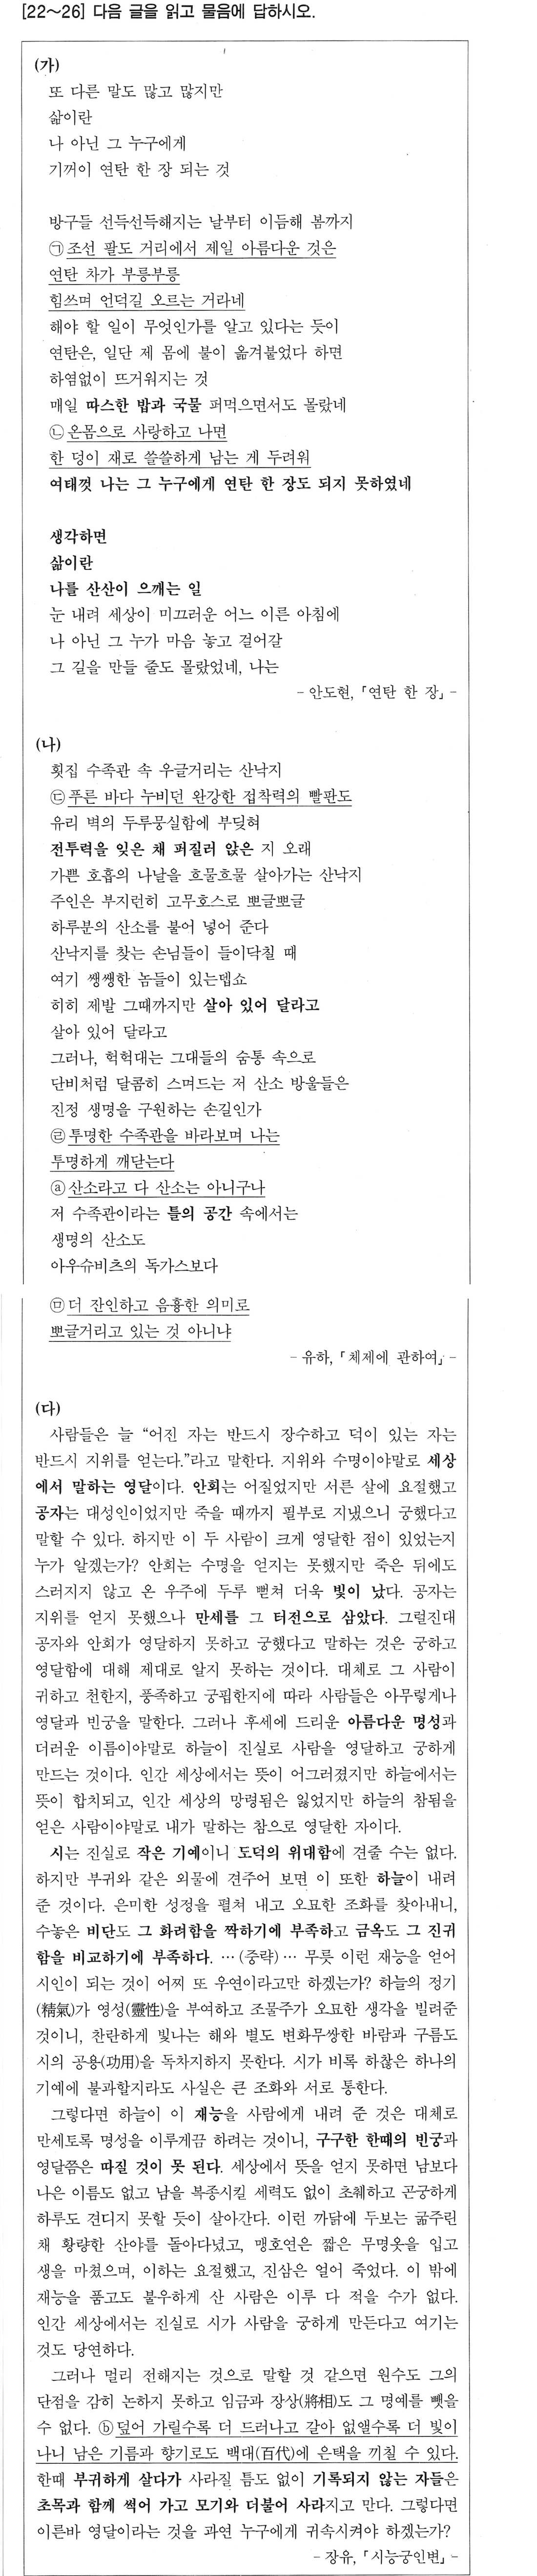 [22～26] 다음 글을 읽고 물음에 답하시오.
(가)
또 다른 말도 많고 많지만
삶이란
나 아닌 그 누구에게
기꺼이 연탄 한 장 되는 것
방구들 선득선득해지는 날부터 이듬해 봄까지
㉠조선 팔도 거리에서 제일 아름다운 것은
연탄 차가 부릉부릉
힘쓰며 언덕길 오르는 거라네
해야 할 일이 무엇인가를 알고 있다는 듯이
연탄은, 일단 제 몸에 불이 옮겨붙었다 하면
하염없이 뜨거워지는 것
매일 따스한 밥과 국물 퍼먹으면서도 몰랐네
㉡온몸으로 사랑하고 나면
한 덩이 재로 쓸쓸하게 남는 게 두려워
여태껏 나는 그 누구에게 연탄 한 장도 되지 못하였네
생각하면
삶이란
나를 산산이 으깨는 일
눈 내려 세상이 미끄러운 어느 이른 아침에
나 아닌 그 누가 마음 놓고 걸어갈
그 길을 만들 줄도 몰랐었네, 나는
- 안도현, 「연탄 한 장」 -
(나)
횟집 수족관 속 우글거리는 산낙지
㉢푸른 바다 누비던 완강한 접착력의 빨판도
유리 벽의 두루뭉실함에 부딪혀
전투력을 잊은 채 퍼질러 앉은 지 오래
가쁜 호흡의 나날을 흐물흐물 살아가는 산낙지
주인은 부지런히 고무호스로 뽀글뽀글
하루분의 산소를 불어 넣어 준다
산낙지를 찾는 손님들이 들이닥칠 때
여기 쌩쌩한 놈들이 있는뎁쇼
히히 제발 그때까지만 살아 있어 달라고
살아 있어 달라고
그러나, 헉헉대는 그대들의 숨통 속으로
단비처럼 달콤히 스며드는 저 산소 방울들은
진정 생명을 구원하는 손길인가
㉣투명한 수족관을 바라보며 나는
투명하게 깨닫는다
ⓐ산소라고 다 산소는 아니구나
저 수족관이라는 틀의 공간 속에서는
생명의 산소도
아우슈비츠의 독가스보다
㉤더 잔인하고 음흉한 의미로
뽀글거리고 있는 것 아니냐
- 유하, 「체제에 관하여」 -
(다)
사람들은 늘 “어진 자는 반드시 장수하고 덕이 있는 자는
반드시 지위를 얻는다.”라고 말한다. 지위와 수명이야말로 세상
에서 말하는 영달이다. 안회는 어질었지만 서른 살에 요절했고
공자는 대성인이었지만 죽을 때까지 필부로 지냈으니 궁했다고
말할 수 있다. 하지만 이 두 사람이 크게 영달한 점이 있었는지
누가 알겠는가? 안회는 수명을 얻지는 못했지만 죽은 뒤에도
스러지지 않고 온 우주에 두루 뻗쳐 더욱 빛이 났다. 공자는
지위를 얻지 못했으나 만세를 그 터전으로 삼았다. 그럴진대
공자와 안회가 영달하지 못하고 궁했다고 말하는 것은 궁하고
영달함에 대해 제대로 알지 못하는 것이다. 대체로 그 사람이
귀하고 천한지, 풍족하고 궁핍한지에 따라 사람들은 아무렇게나
영달과 빈궁을 말한다. 그러나 후세에 드리운 아름다운 명성과
더러운 이름이야말로 하늘이 진실로 사람을 영달하고 궁하게
만드는 것이다. 인간 세상에서는 뜻이 어그러졌지만 하늘에서는
뜻이 합치되고, 인간 세상의 망령됨은 잃었지만 하늘의 참됨을
얻은 사람이야말로 내가 말하는 참으로 영달한 자이다.
시는 진실로 작은 기예이니 도덕의 위대함에 견줄 수는 없다.
하지만 부귀와 같은 외물에 견주어 보면 이 또한 하늘이 내려
준 것이다. 은미한 성정을 펼쳐 내고 오묘한 조화를 찾아내니,
수놓은 비단도 그 화려함을 짝하기에 부족하고 금옥도 그 진귀
함을 비교하기에 부족하다. …(중략)… 무릇 이런 재능을 얻어
시인이 되는 것이 어찌 또 우연이라고만 하겠는가? 하늘의 정기
(精氣)가 영성(靈性)을 부여하고 조물주가 오묘한 생각을 빌려준
것이니, 찬란하게 빛나는 해와 별도 변화무쌍한 바람과 구름도
시의 공용(功用)을 독차지하지 못한다. 시가 비록 하찮은 하나의
기예에 불과할지라도 사실은 큰 조화와 서로 통한다.
그렇다면 하늘이 이 재능을 사람에게 내려 준 것은 대체로
만세토록 명성을 이루게끔 하려는 것이니, 구구한 한때의 빈궁과
영달쯤은 따질 것이 못 된다. 세상에서 뜻을 얻지 못하면 남보다
나은 이름도 없고 남을 복종시킬 세력도 없이 초췌하고 곤궁하게
하루도 견디지 못할 듯이 살아간다. 이런 까닭에 두보는 굶주린
채 황량한 산야를 돌아다녔고, 맹호연은 짧은 무명옷을 입고
생을 마쳤으며, 이하는 요절했고, 진삼은 얼어 죽었다. 이 밖에
재능을 품고도 불우하게 산 사람은 이루 다 적을 수가 없다.
인간 세상에서는 진실로 시가 사람을 궁하게 만든다고 여기는
것도 당연하다.
그러나 멀리 전해지는 것으로 말할 것 같으면 원수도 그의
단점을 감히 논하지 못하고 임금과 장상(將相)도 그 명예를 뺏을
수 없다. ⓑ덮어 가릴수록 더 드러나고 갈아 없앨수록 더 빛이
나니 남은 기름과 향기로도 백대(百代)에 은택을 끼칠 수 있다.
한때 부귀하게 살다가 사라질 틈도 없이 기록되지 않는 자들은
초목과 함께 썩어 가고 모기와 더불어 사라지고 만다. 그렇다면
이른바 영달이라는 것을 과연 누구에게 귀속시켜야 하겠는가?
- 장유, 「시능궁인변」 -